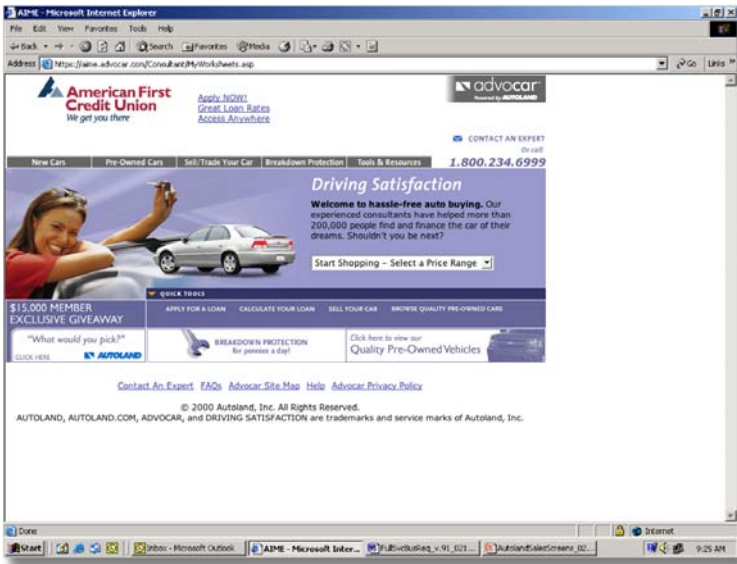 AIME - Microsoft Internet Explorer
File Edit View Favorites Tools Help
Back Search Favorites Media
Address https://aime.advocar.com/Consultant/MyWorksheets.asp Go Links
American First
Credit Union
We get you there
Apply NOW!
Great Loan Rates
Access Anywhere
advocar
Powered by AUTOLAND
CONTACT AN EXPERT
Or call
1.800.234.6999
New Cars Pre-Owned Cars Sell/Trade Your Car Breakdown Protection Tools & Resources
Driving Satisfaction
Welcome to hassle-free auto buying. Our
experienced consultants have helped more than
200,000 people find and finance the car of their
dreams. Shouldn't you be next?
Start Shopping - Select a Price Range
QUICK TOOLS
$15,000 MEMBER
EXCLUSIVE GIVEAWAY
APPLY FOR A LOAN CALCULATE YOUR LOAN SELL YOUR CAR BROWSE QUALITY PRE-OWNED CARS
"What would you pick?"
CLICK HERE AUTOLAND
BREAKDOWN PROTECTION
for pennies a day!
Click here to view our
Quality Pre-Owned Vehicles
Contact An Expert FAQs Advocar Site Map Help Advocar Privacy Policy
© 2000 Autoland, Inc. All Rights Reserved.
AUTOLAND, AUTOLAND.COM, ADVOCAR, and DRIVING SATISFACTION are trademarks and service marks of Autoland, Inc.
Done Internet
Start Inbox - Microsoft Outlook AIME - Microsoft Inter... FullSvcBusReq_v.91_021... AutolandSalesScreens_02... 9:25 AM